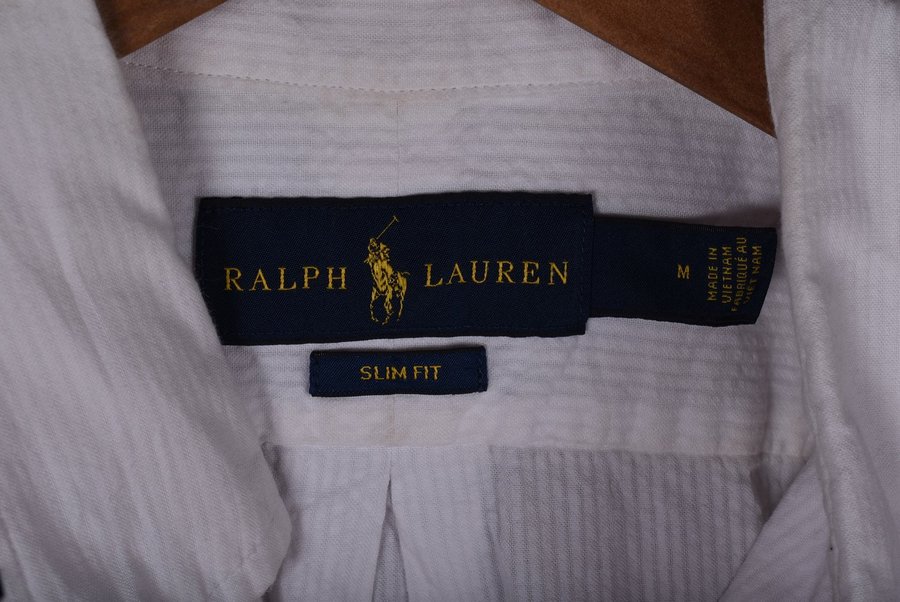 RALPH LAUREN
M
MADE IN
VIETNAM
FABRIQUÉ AU
VIET NAM
SLIM FIT